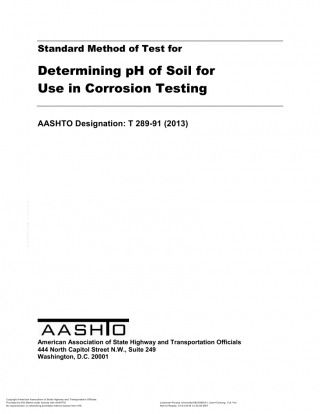 Standard Method of Test for
Determining pH of Soil for
Use in Corrosion Testing
AASHTO Designation: T 289-91 (2013)
AASHTO
American Association of State Highway and Transportation Officials
444 North Capitol Street N.W., Suite 249
Washington, D.C. 20001